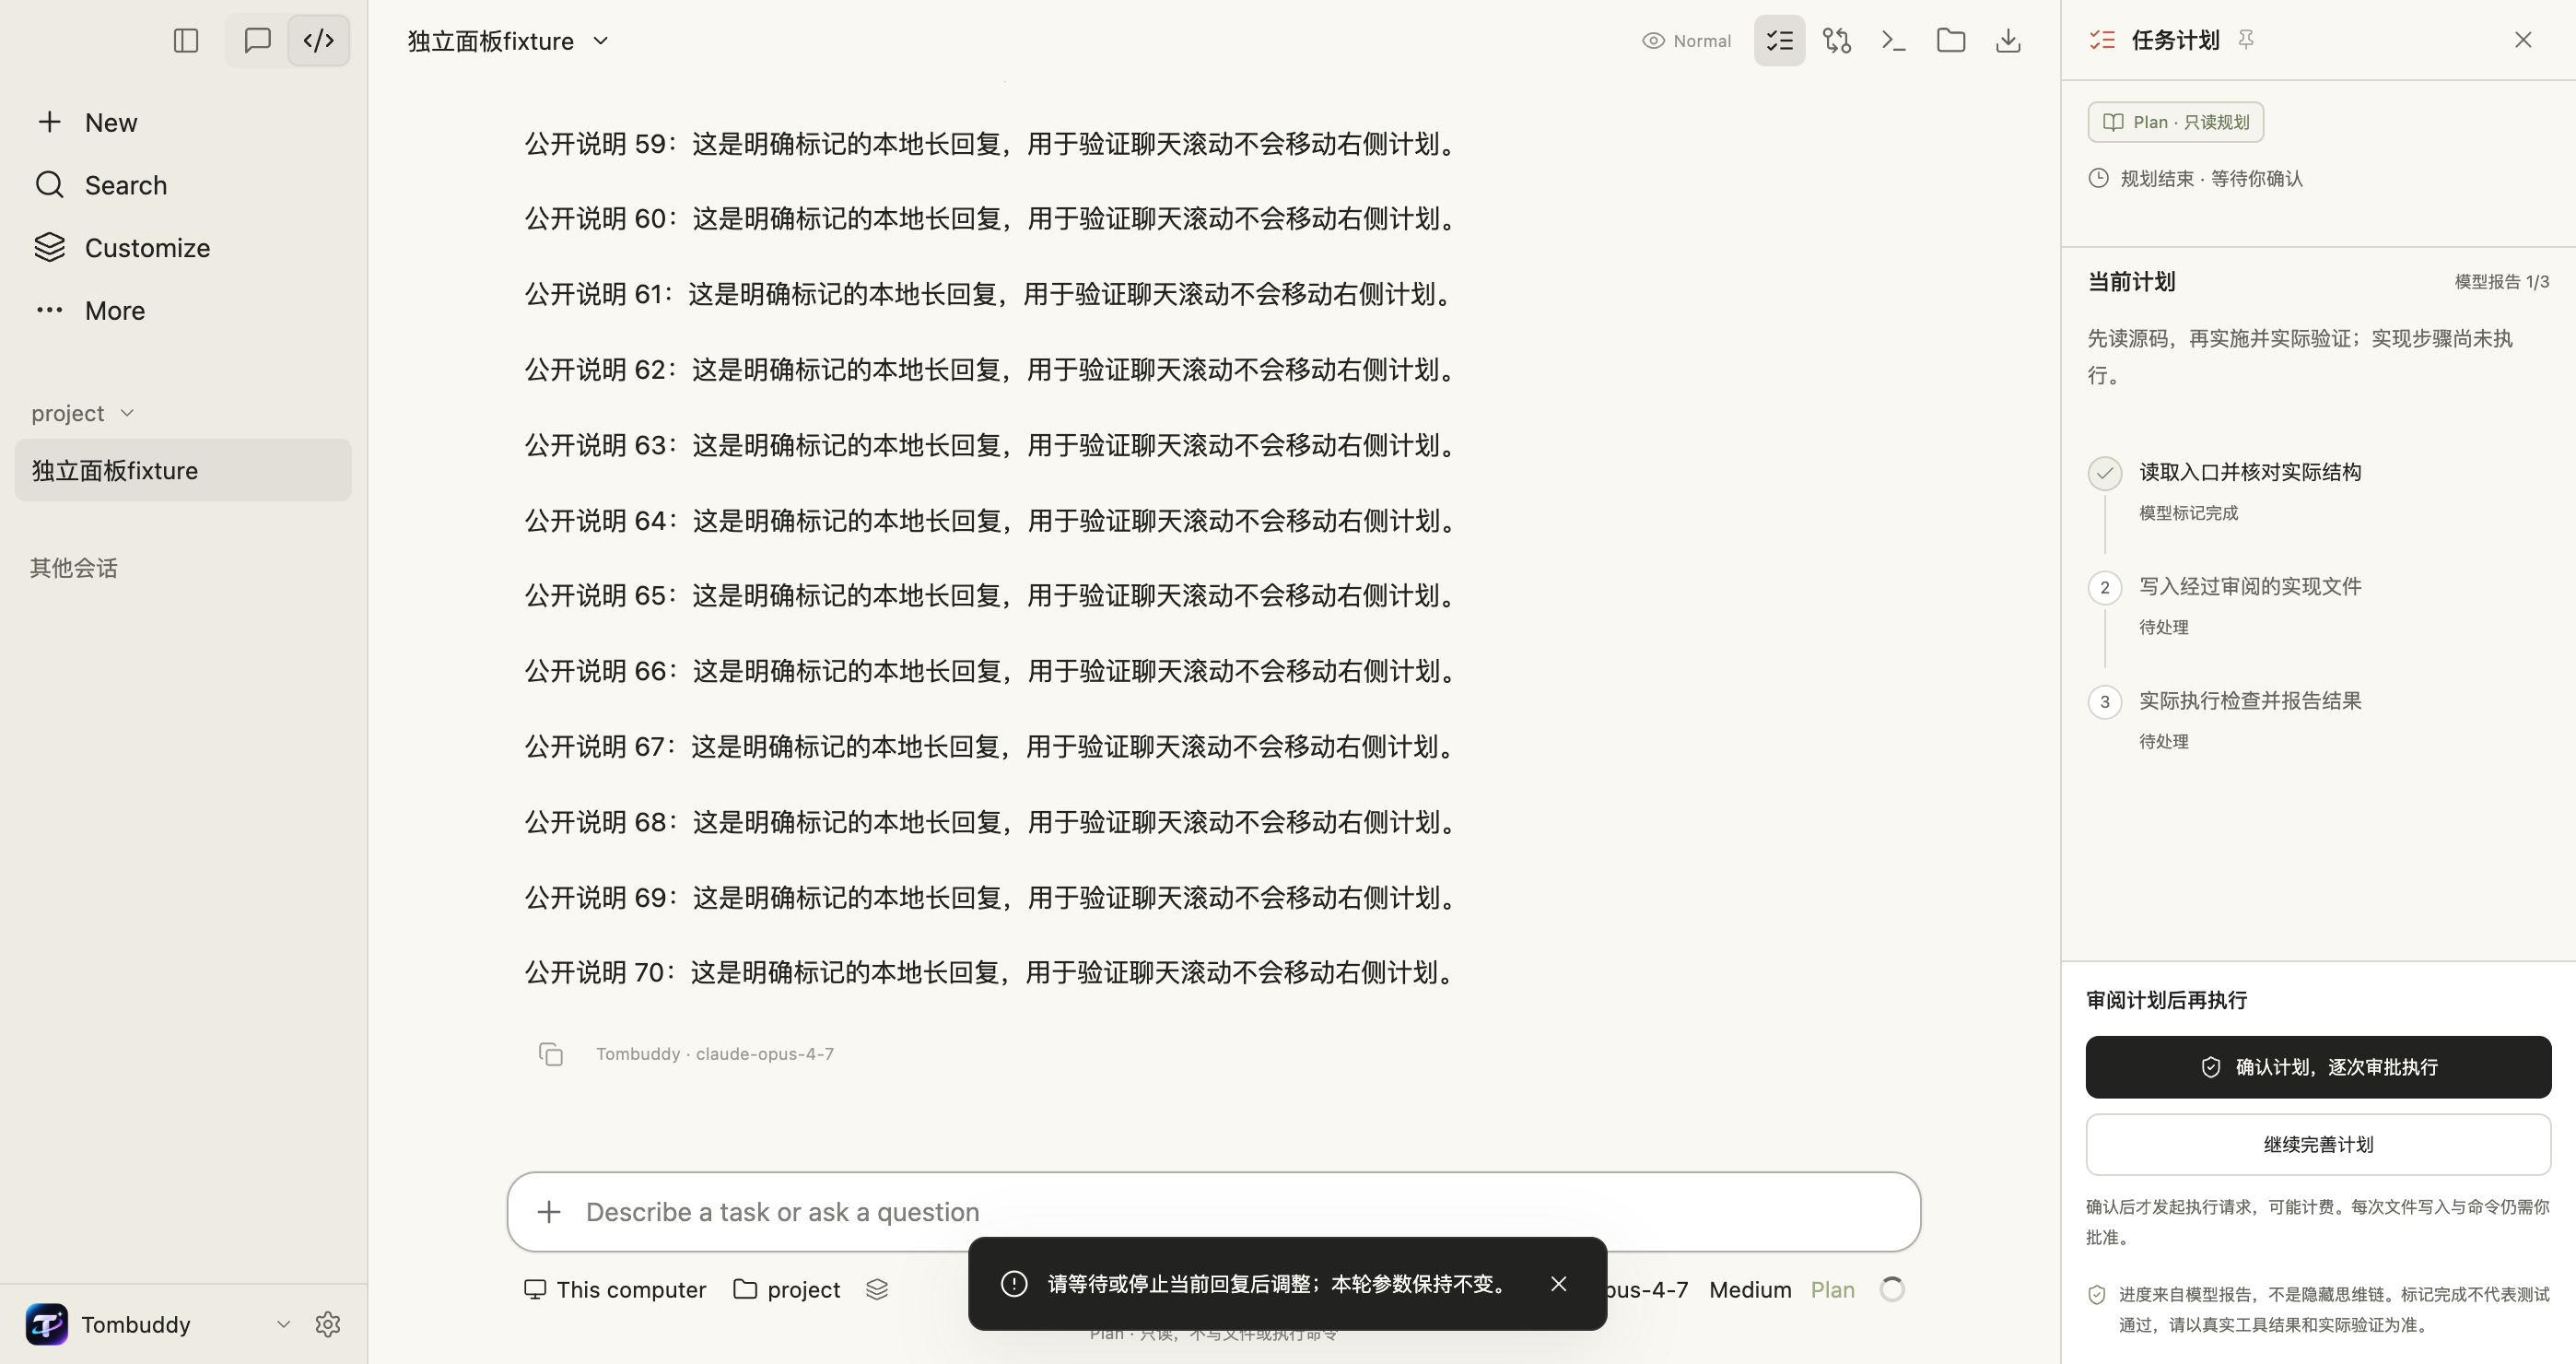 New
Search
Customize
More
project
独立面板fixture
其他会话
Tombuddy
独立面板fixture
Normal
公开说明 59：这是明确标记的本地长回复，用于验证聊天滚动不会移动右侧计划。
公开说明 60：这是明确标记的本地长回复，用于验证聊天滚动不会移动右侧计划。
公开说明 61：这是明确标记的本地长回复，用于验证聊天滚动不会移动右侧计划。
公开说明 62：这是明确标记的本地长回复，用于验证聊天滚动不会移动右侧计划。
公开说明 63：这是明确标记的本地长回复，用于验证聊天滚动不会移动右侧计划。
公开说明 64：这是明确标记的本地长回复，用于验证聊天滚动不会移动右侧计划。
公开说明 65：这是明确标记的本地长回复，用于验证聊天滚动不会移动右侧计划。
公开说明 66：这是明确标记的本地长回复，用于验证聊天滚动不会移动右侧计划。
公开说明 67：这是明确标记的本地长回复，用于验证聊天滚动不会移动右侧计划。
公开说明 68：这是明确标记的本地长回复，用于验证聊天滚动不会移动右侧计划。
公开说明 69：这是明确标记的本地长回复，用于验证聊天滚动不会移动右侧计划。
公开说明 70：这是明确标记的本地长回复，用于验证聊天滚动不会移动右侧计划。
Tombuddy · claude-opus-4-7
Describe a task or ask a question
请等待或停止当前回复后调整；本轮参数保持不变。
This computer project pus-4-7 Medium Plan
Plan · 只读，不写文件或执行命令
任务计划
Plan · 只读规划
规划结束 · 等待你确认
当前计划 模型报告 1/3
先读源码，再实施并实际验证；实现步骤尚未执
行。
读取入口并核对实际结构
模型标记完成
2 写入经过审阅的实现文件
待处理
3 实际执行检查并报告结果
待处理
审阅计划后再执行
确认计划，逐次审批执行
继续完善计划
确认后才发起执行请求，可能计费。每次文件写入与命令仍需你
批准。
进度来自模型报告，不是隐藏思维链。标记完成不代表测试
通过，请以真实工具结果和实际验证为准。